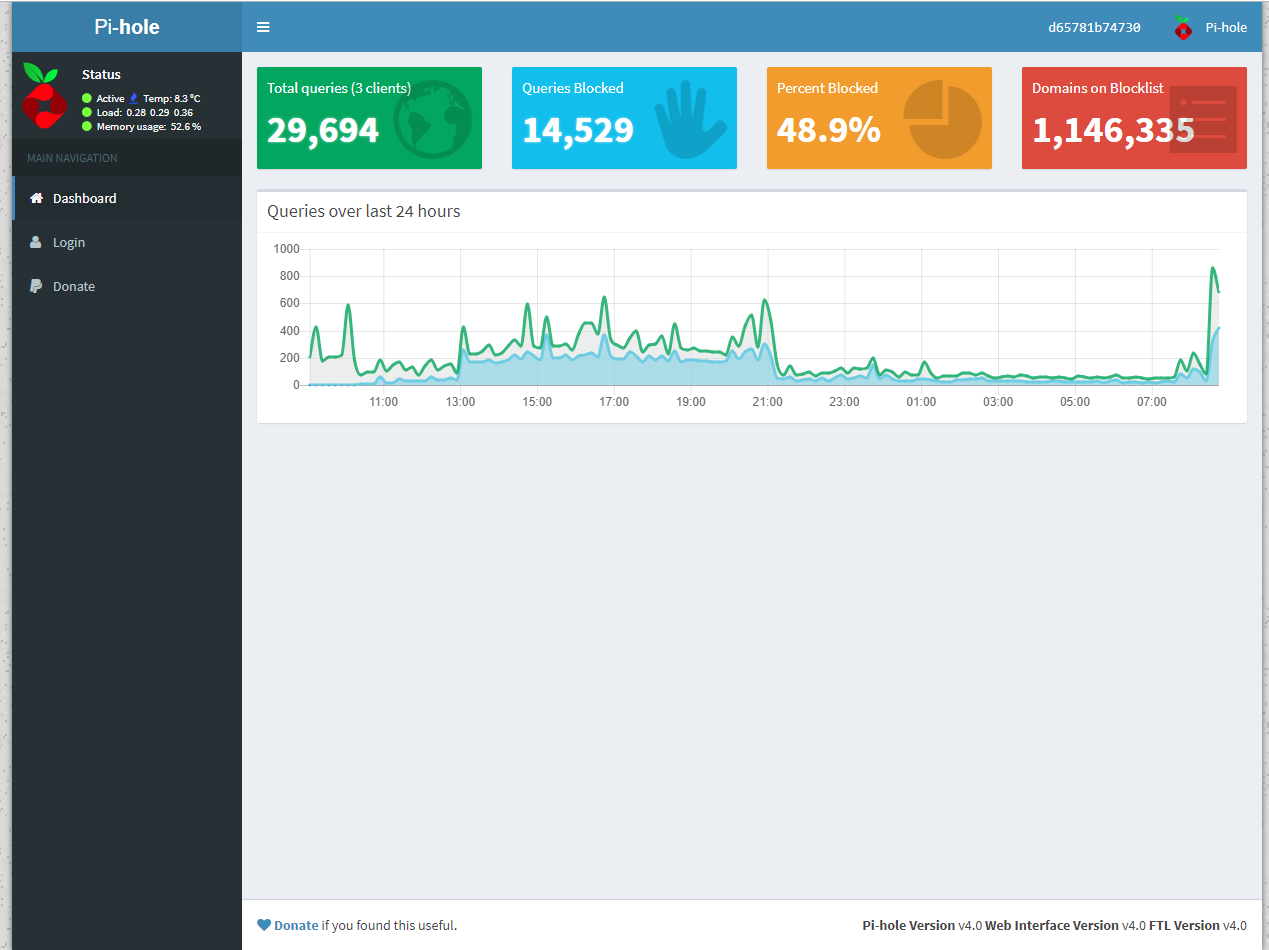 Pi-hole
d65781b74730
Pi-hole
Status
Active Temp: 8.3 °C
Load: 0.28 0.29 0.36
Memory usage: 52.6 %
MAIN NAVIGATION
Dashboard
Login
Donate
Total queries (3 clients)
29,694
Queries Blocked
14,529
Percent Blocked
48.9%
Domains on Blocklist
1,146,335
Queries over last 24 hours
1000
800
600
400
200
0
11:00 13:00 15:00 17:00 19:00 21:00 23:00 01:00 03:00 05:00 07:00
Donate if you found this useful.
Pi-hole Version v4.0 Web Interface Version v4.0 FTL Version v4.0